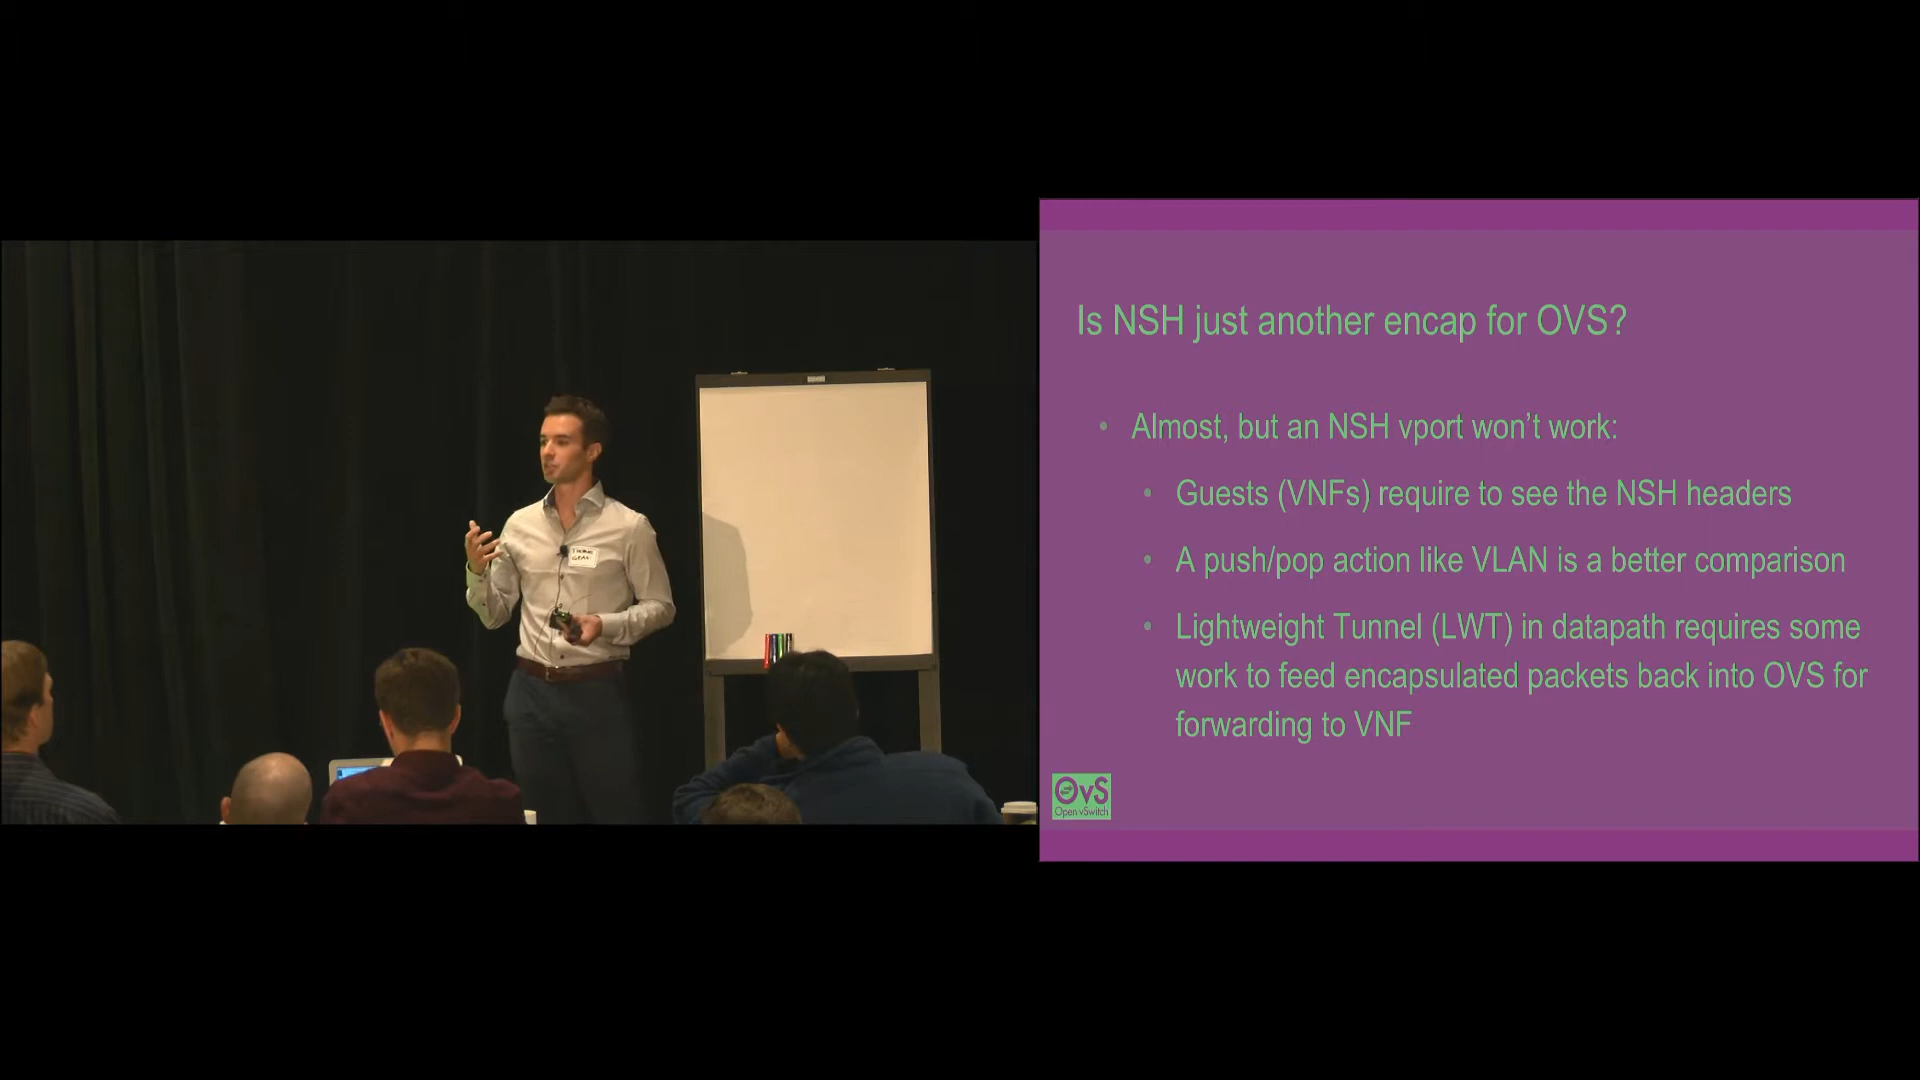 Is NSH just another encap for OVS?
• Almost, but an NSH vport won’t work:
• Guests (VNFs) require to see the NSH headers
• A push/pop action like VLAN is a better comparison
• Lightweight Tunnel (LWT) in datapath requires some
work to feed encapsulated packets back into OVS for
forwarding to VNF
OvS
Open vSwitch
THOMAS
GRAF